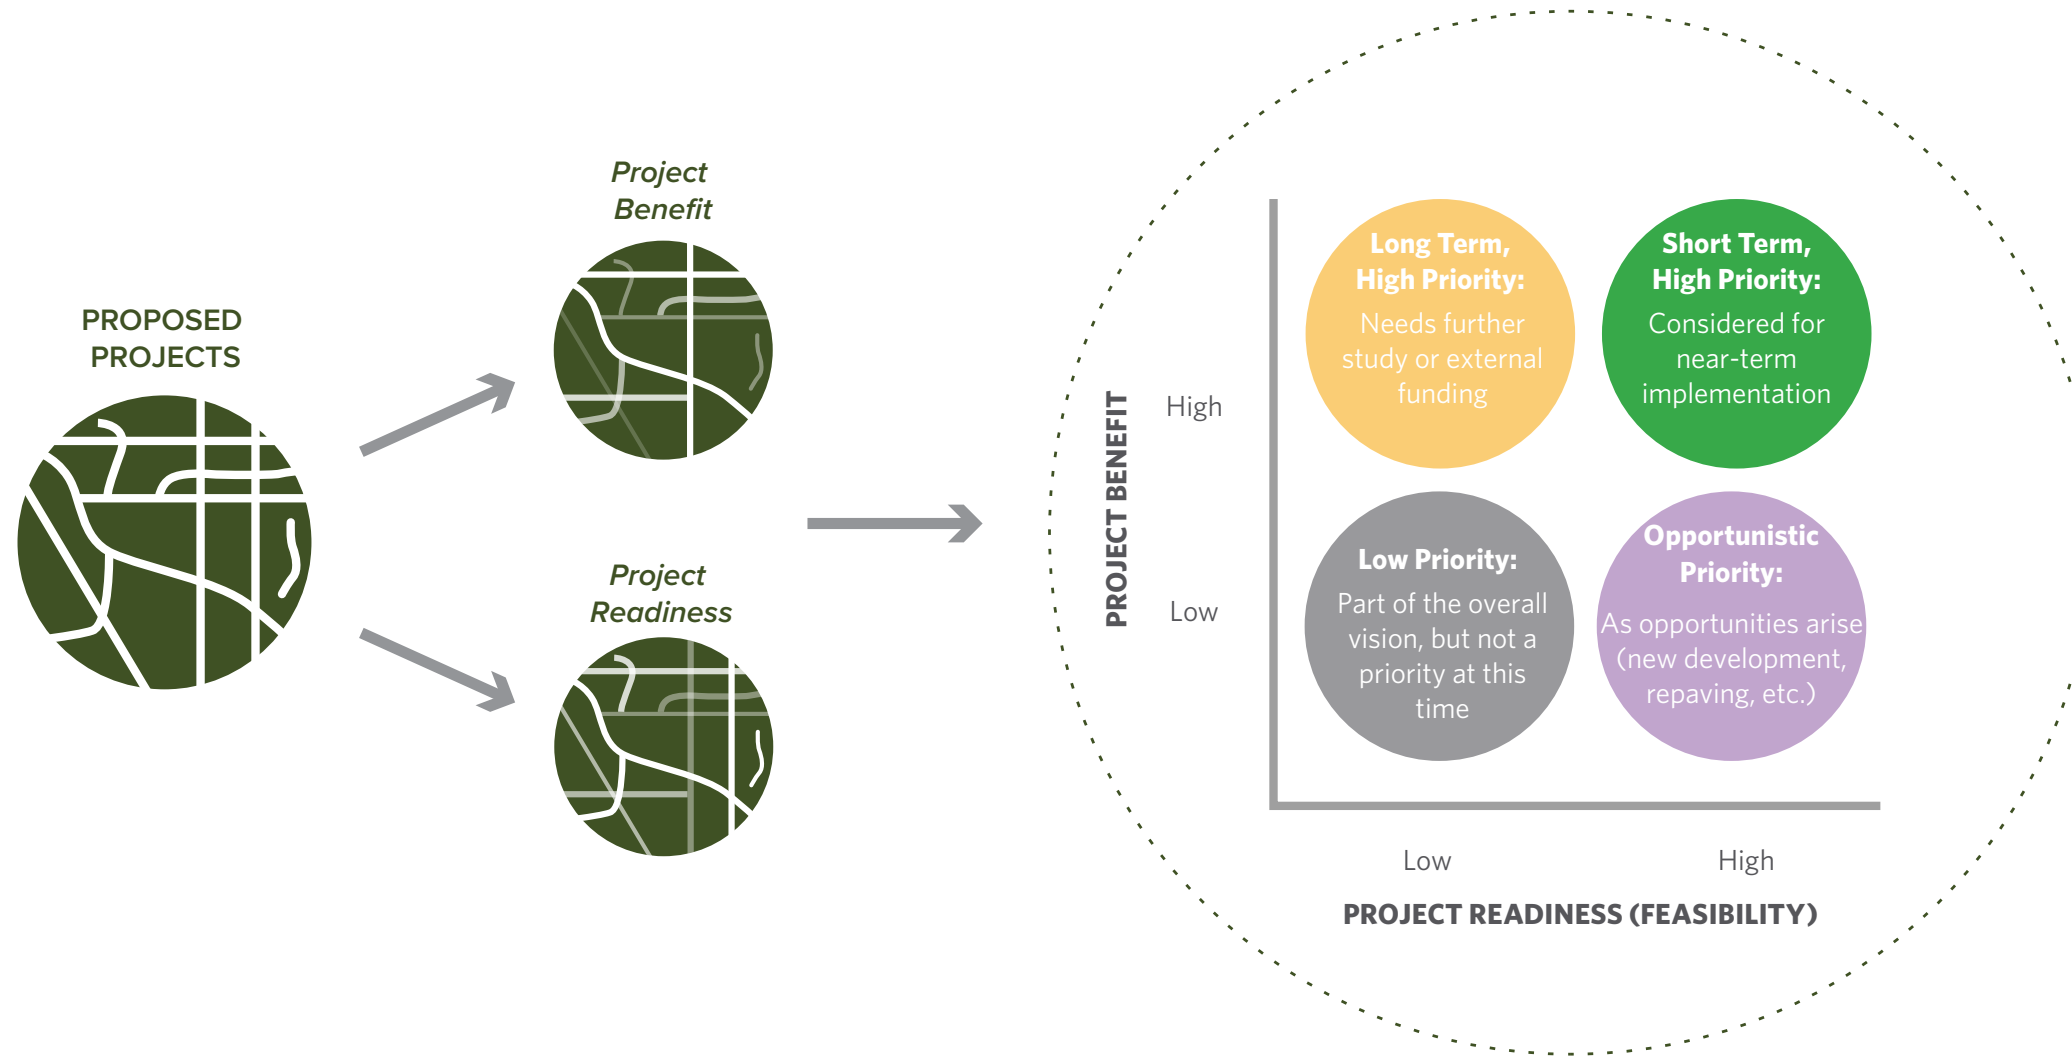 PROPOSED
PROJECTS
Project
Benefit
Project
Readiness
PROJECT BENEFIT
High
Low
Long Term,
High Priority:
Needs further
study or external
funding
Short Term,
High Priority:
Considered for
near-term
implementation
Low Priority:
Part of the overall
vision, but not a
priority at this
time
Opportunistic
Priority:
As opportunities arise
(new development,
repaving, etc.)
Low
High
PROJECT READINESS (FEASIBILITY)